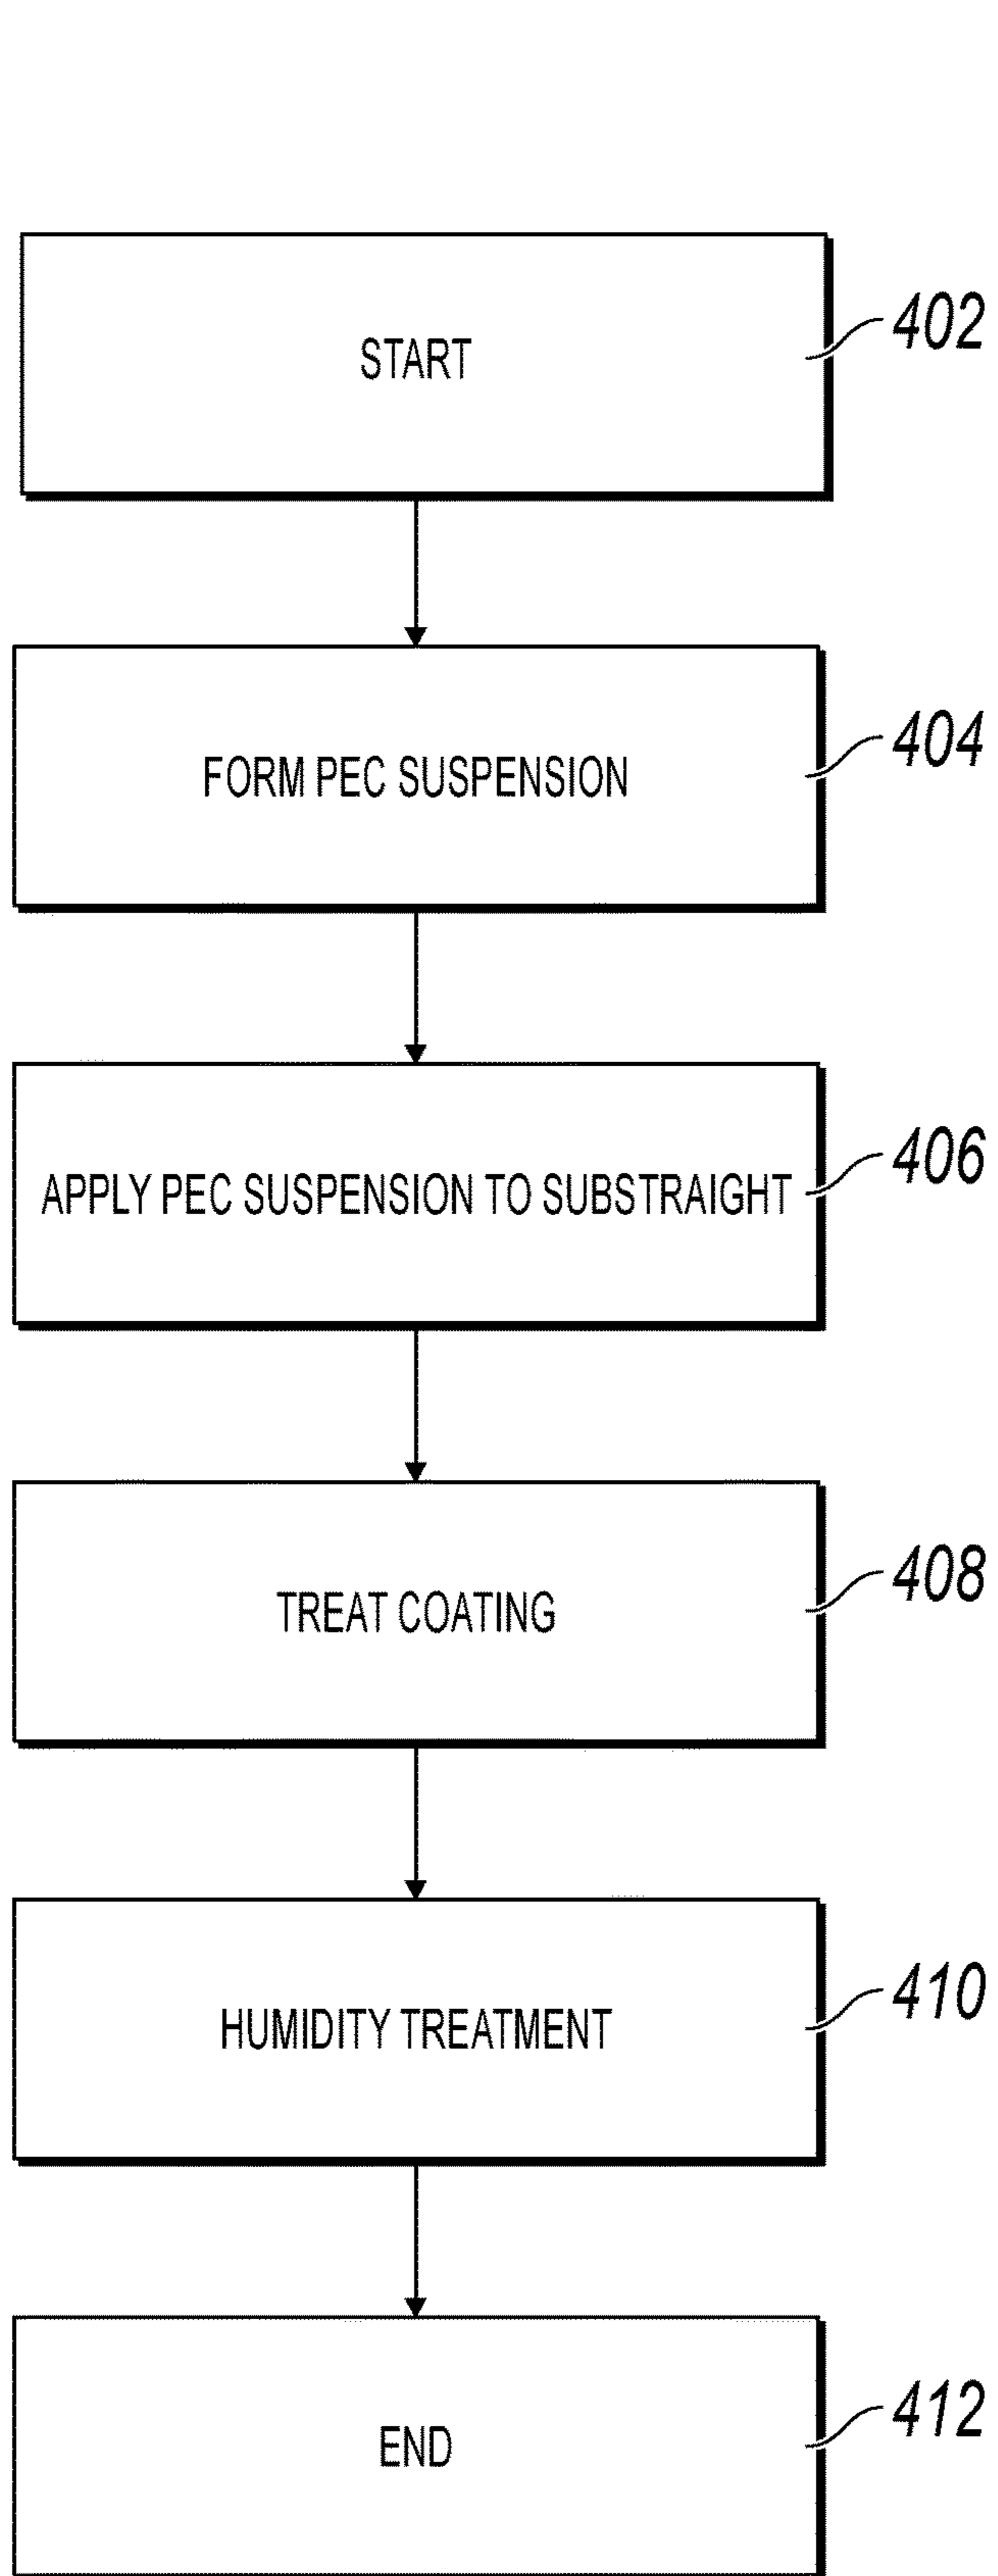 START
402
FORM PEC SUSPENSION
404
APPLY PEC SUSPENSION TO SUBSTRAIGHT
406
TREAT COATING
408
HUMIDITY TREATMENT
410
END
412